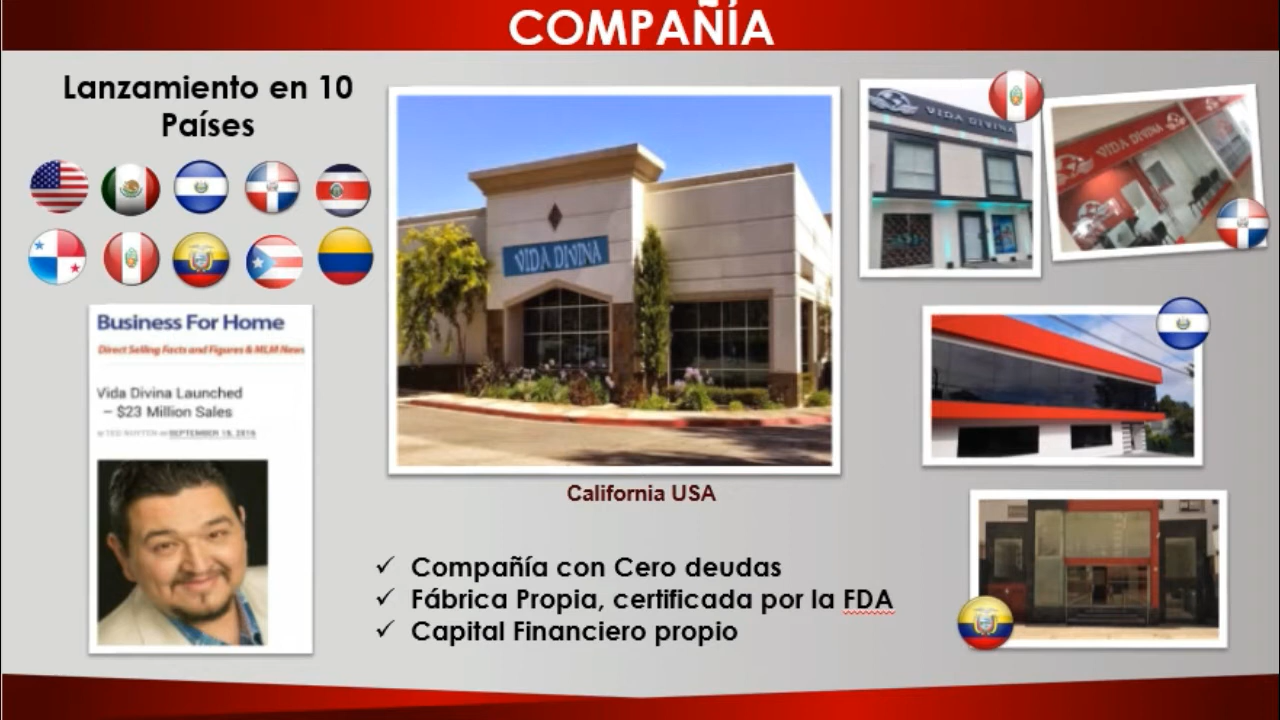 COMPAÑÍA
Lanzamiento en 10
Países
Business For Home
Direct Selling Facts and Figures & MLM News
Vida Divina Launched
– $23 Million Sales
SEPTEMBER 19, 2016
VIDA DIVINA
California USA
✓ Compañía con Cero deudas
✓ Fábrica Propia, certificada por la FDA
✓ Capital Financiero propio
VIDA DIVINA
VIDA DIVINA